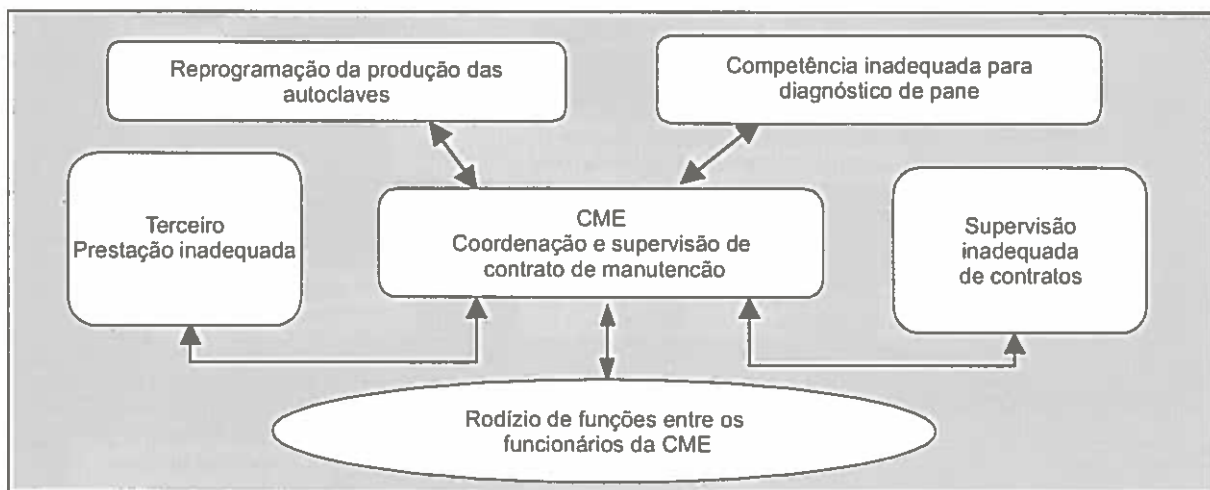 Reprogramação da produção das
autoclaves
Competência inadequada para
diagnóstico de pane
Terceiro
Prestação inadequada
CME
Coordenação e supervisão de
contrato de manutencão
Supervisão
inadequada
de contratos
Rodízio de funções entre os
funcionários da CME